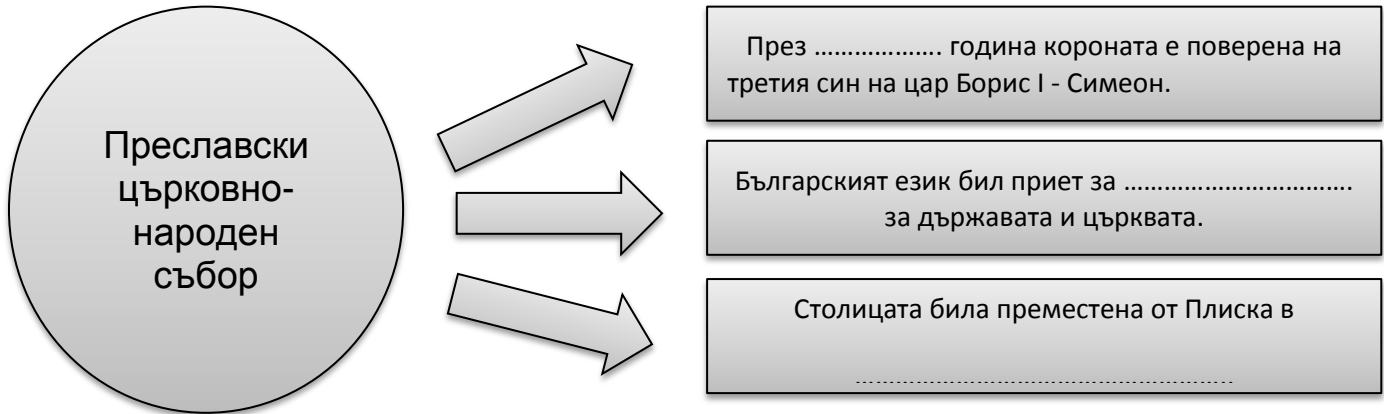 Преславски
църковно-
народен
събор
През .................. година короната е поверена на
третия син на цар Борис I - Симеон.
Българският език бил приет за .................................
за държавата и църквата.
Столицата била преместена от Плиска в
......................................................